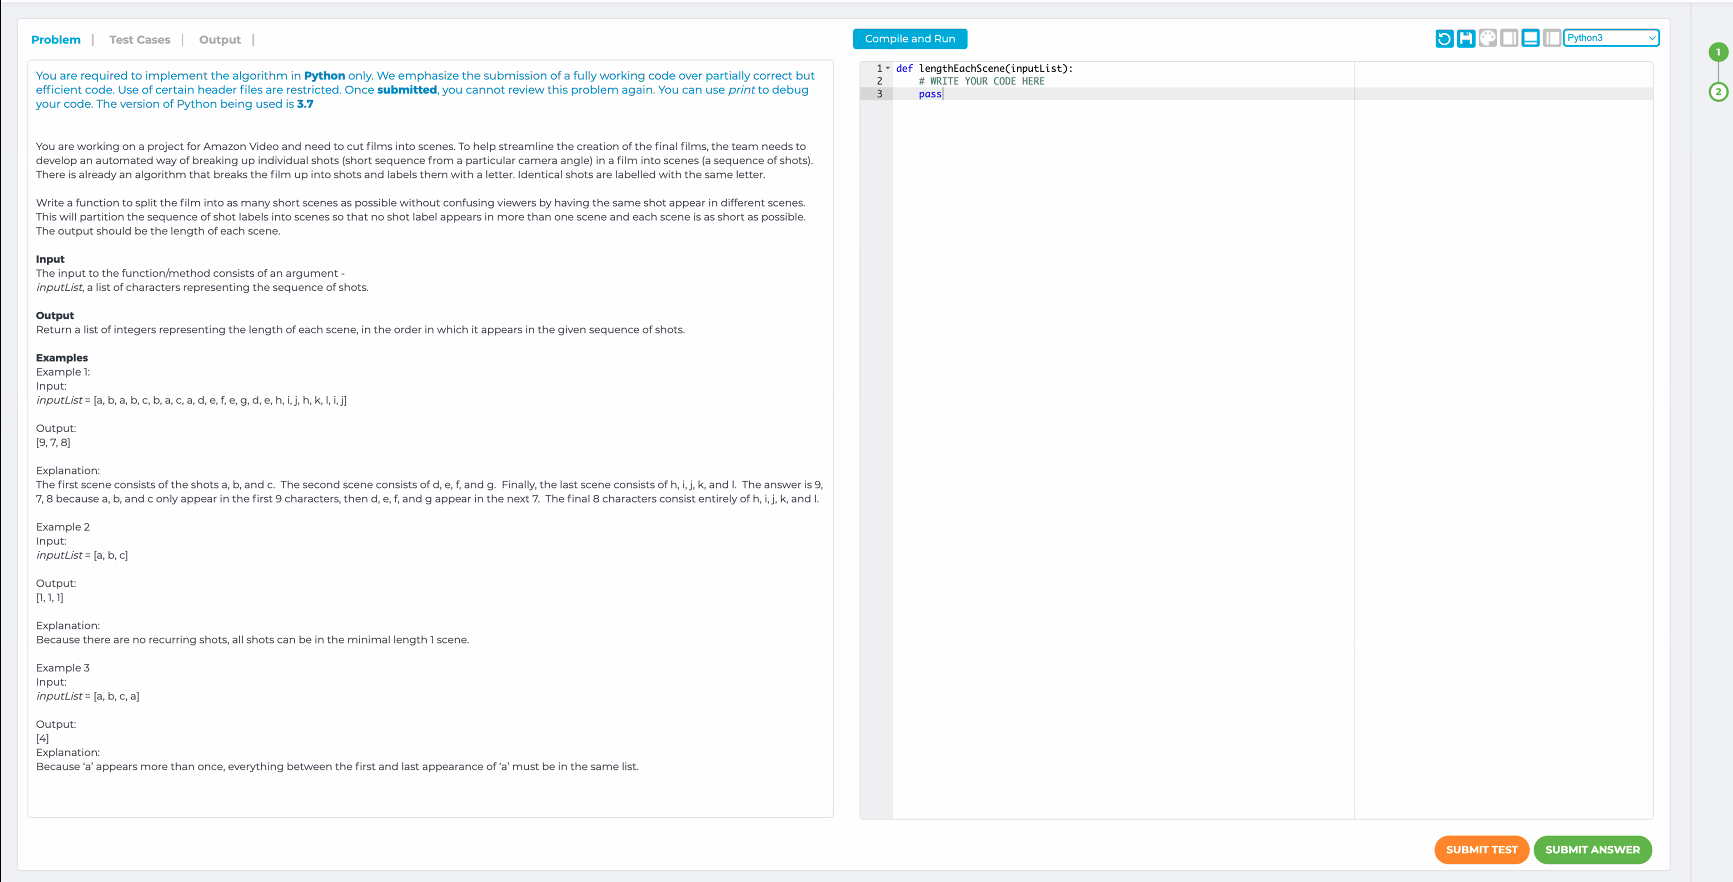 Problem | Test Cases | Output |
You are required to implement the algorithm in Python only. We emphasize the submission of a fully working code over partially correct but
efficient code. Use of certain header files are restricted. Once submitted, you cannot review this problem again. You can use print to debug
your code. The version of Python being used is 3.7
You are working on a project for Amazon Video and need to cut films into scenes. To help streamline the creation of the final films, the team needs to
develop an automated way of breaking up individual shots (short sequence from a particular camera angle) in a film into scenes (a sequence of shots).
There is already an algorithm that breaks the film up into shots and labels them with a letter. Identical shots are labelled with the same letter.
Write a function to split the film into as many short scenes as possible without confusing viewers by having the same shot appear in different scenes.
This will partition the sequence of shot labels into scenes so that no shot label appears in more than one scene and each scene is as short as possible.
The output should be the length of each scene.
Input
The input to the function/method consists of an argument -
inputList, a list of characters representing the sequence of shots.
Output
Return a list of integers representing the length of each scene, in the order in which it appears in the given sequence of shots.
Examples
Example 1:
Input:
inputList = [a, b, a, b, c, b, a, c, a, d, e, f, e, g, d, e, h, i, j, h, k, l, i, j]
Output:
[9, 7, 8]
Explanation:
The first scene consists of the shots a, b, and c.  The second scene consists of d, e, f, and g.  Finally, the last scene consists of h, i, j, k, and l.  The answer is 9,
7, 8 because a, b, and c only appear in the first 9 characters, then d, e, f, and g appear in the next 7.  The final 8 characters consist entirely of h, i, j, k, and l.
Example 2
Input:
inputList = [a, b, c]
Output:
[1, 1, 1]
Explanation:
Because there are no recurring shots, all shots can be in the minimal length 1 scene.
Example 3
Input:
inputList = [a, b, c, a]
Output:
[4]
Explanation:
Because ‘a’ appears more than once, everything between the first and last appearance of ‘a’ must be in the same list.
Compile and Run
Python3
1 def lengthEachScene(inputList):
2 # WRITE YOUR CODE HERE
3 pass
SUBMIT TEST
SUBMIT ANSWER
1
2